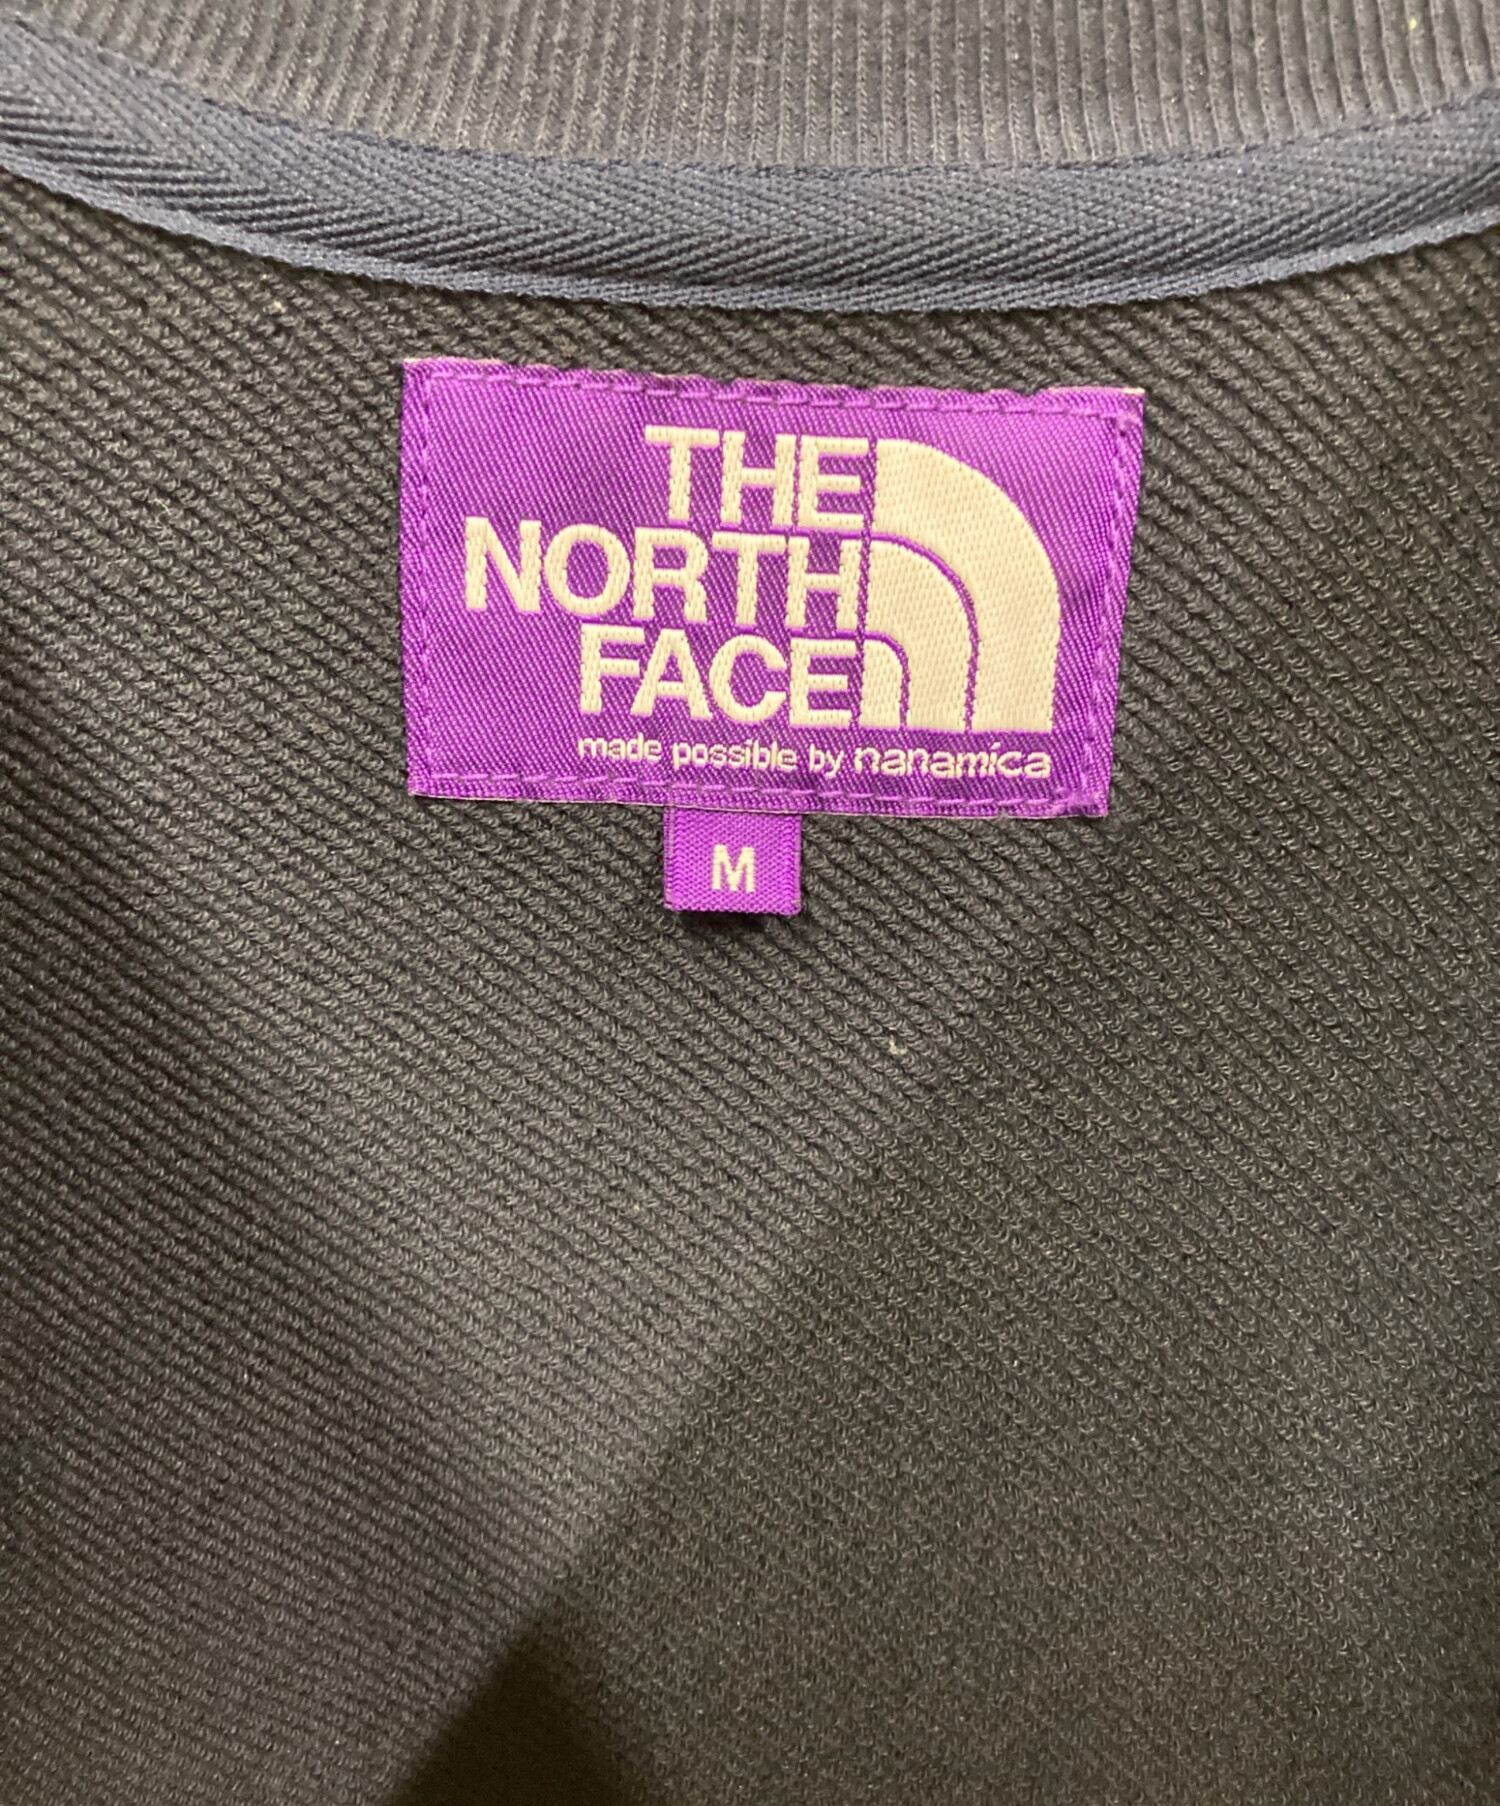 THE
NORTH
FACE
made possible by nanamica
M